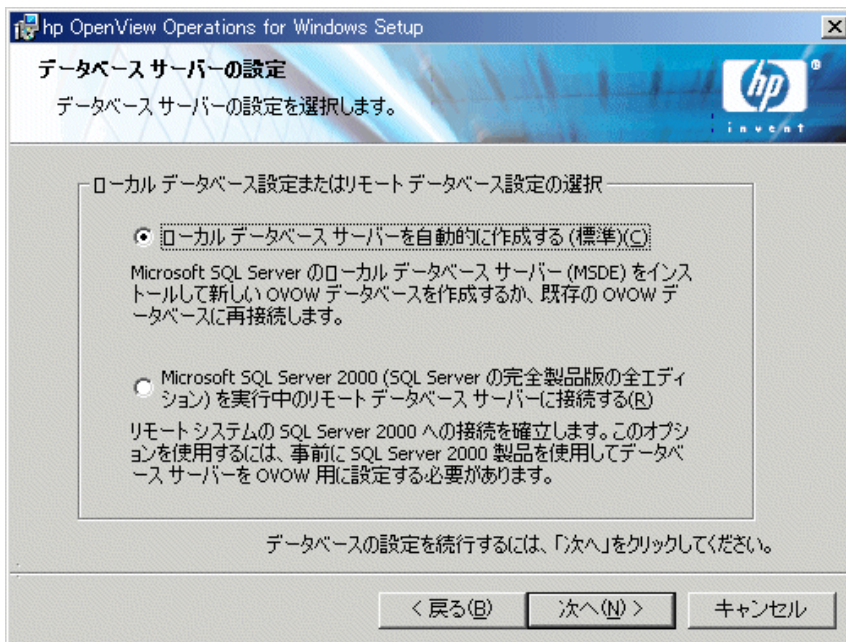 hp OpenView Operations for Windows Setup
データベース サーバーの設定
データベース サーバーの設定を選択します。
hp
i n v e n t
ローカル データベース設定またはリモート データベース設定の選択
ローカル データベース サーバーを自動的に作成する (標準)(C)
Microsoft SQL Server のローカル データベース サーバー (MSDE) をインス
トールして新しい OVOW データベースを作成するか、既存の OVOW デ
ータベースに再接続します。
Microsoft SQL Server 2000 (SQL Server の完全製品版の全エディ
ション) を実行中のリモート データベース サーバーに接続する(R)
リモート システムの SQL Server 2000 への接続を確立します。このオプシ
ョンを使用するには、事前に SQL Server 2000 製品を使用してデータベ
ース サーバーを OVOW 用に設定する必要があります。
データベースの設定を続行するには、「次へ」をクリックしてください。
< 戻る(B) 次へ(N) > キャンセル